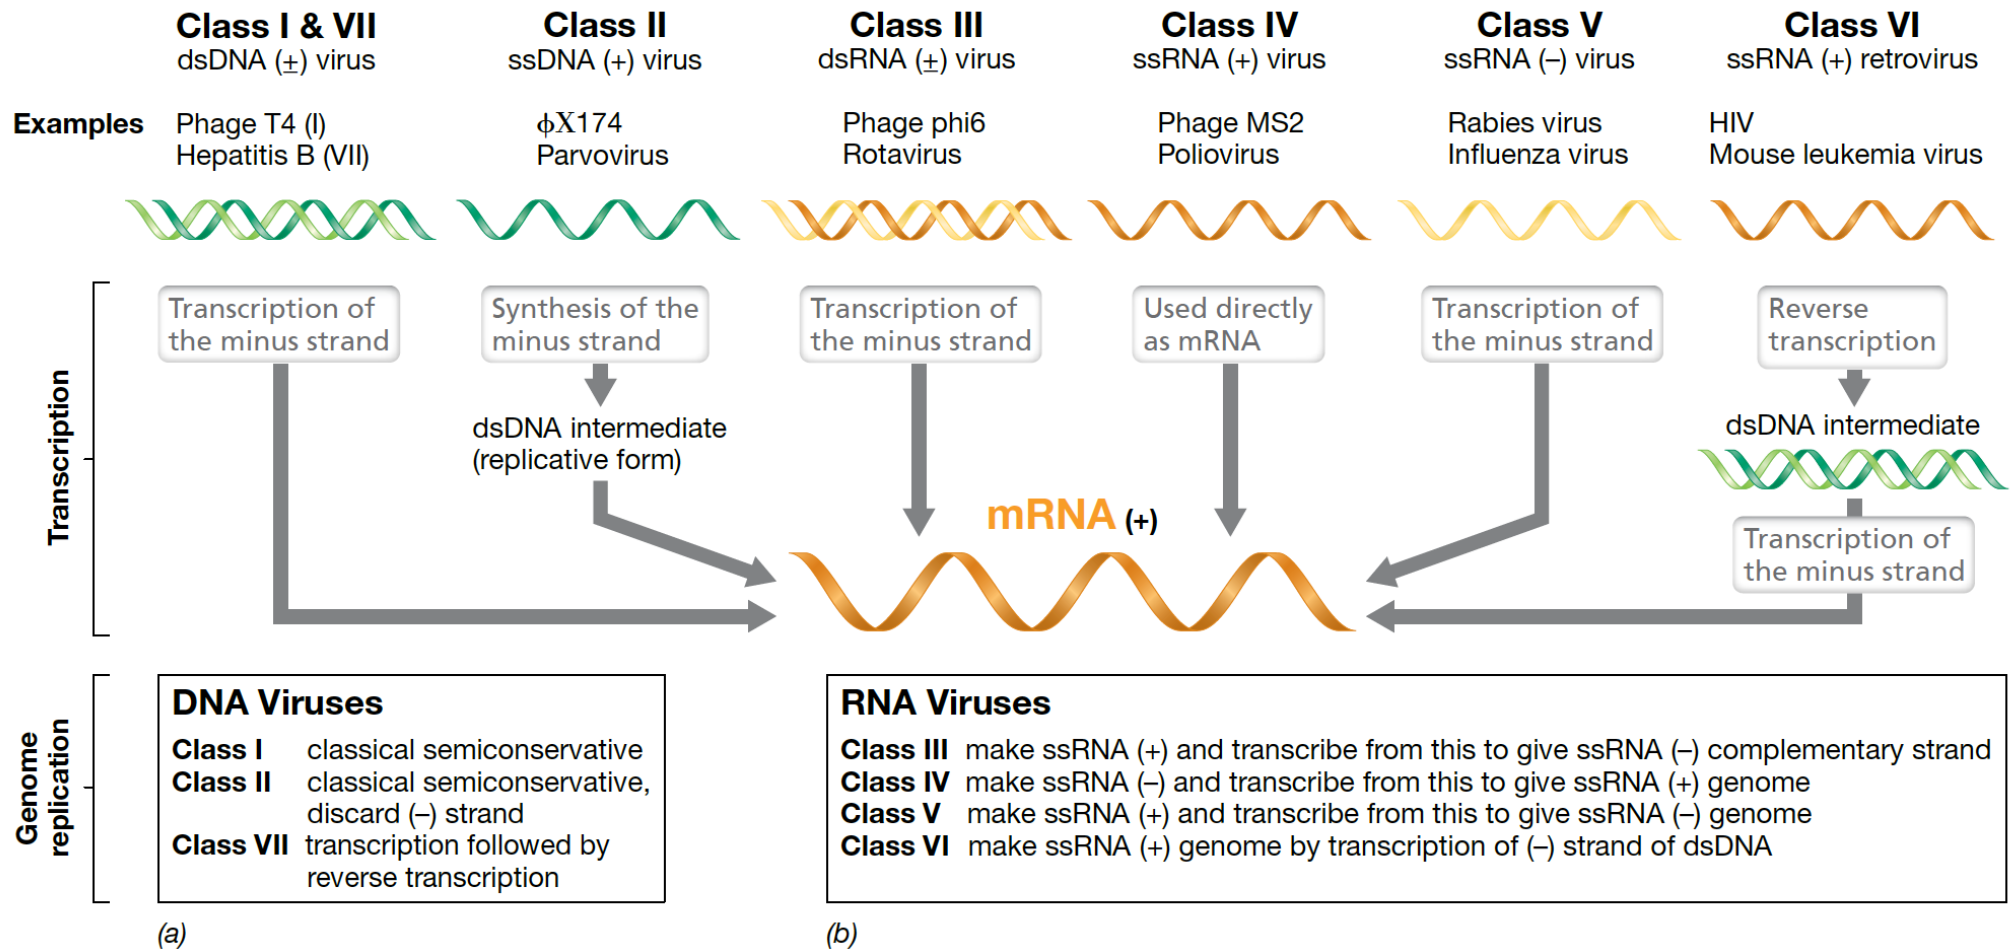 Class I & VII
dsDNA (±) virus
Class II
ssDNA (+) virus
Class III
dsRNA (±) virus
Class IV
ssRNA (+) virus
Class V
ssRNA (–) virus
Class VI
ssRNA (+) retrovirus
Examples
Phage T4 (I)
Hepatitis B (VII)
ϕX174
Parvovirus
Phage phi6
Rotavirus
Phage MS2
Poliovirus
Rabies virus
Influenza virus
HIV
Mouse leukemia virus
Transcription
Transcription of
the minus strand
Synthesis of the
minus strand
dsDNA intermediate
(replicative form)
Transcription of
the minus strand
Used directly
as mRNA
Transcription of
the minus strand
Reverse
transcription
dsDNA intermediate
Transcription of
the minus strand
mRNA (+)
Genome
replication
DNA Viruses
Class I classical semiconservative
Class II classical semiconservative,
discard (–) strand
Class VII transcription followed by
reverse transcription
(a)
RNA Viruses
Class III make ssRNA (+) and transcribe from this to give ssRNA (–) complementary strand
Class IV make ssRNA (–) and transcribe from this to give ssRNA (+) genome
Class V make ssRNA (+) and transcribe from this to give ssRNA (–) genome
Class VI make ssRNA (+) genome by transcription of (–) strand of dsDNA
(b)